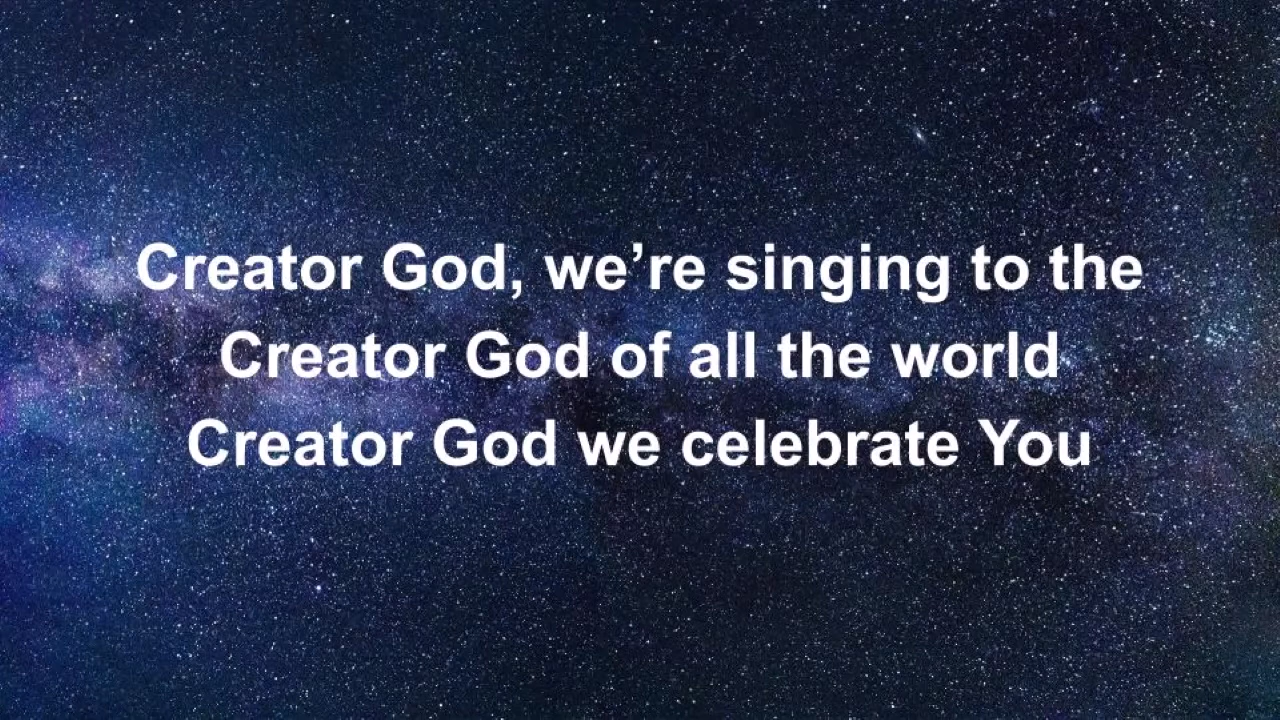 Creator God, we’re singing to the
Creator God of all the world
Creator God we celebrate You